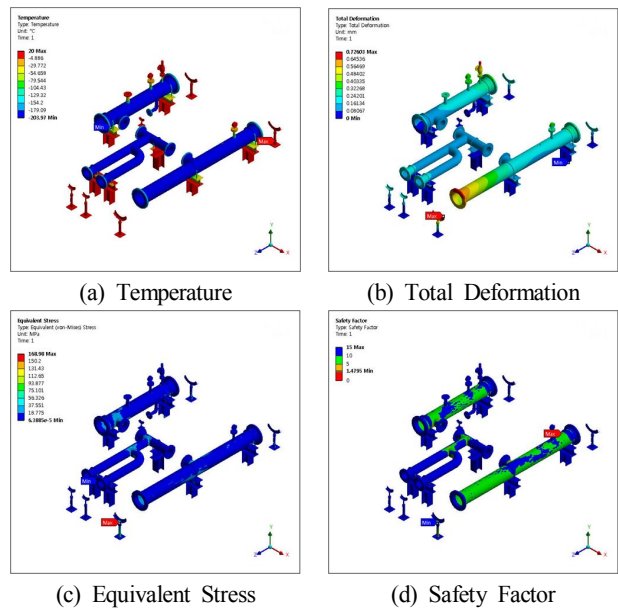 Temperature
Type: Temperature
Unit: °C
Time: 1
20 Max
-4.886
-29.772
-54.658
-79.544
-104.43
-129.32
-154.2
-179.09
-203.97 Min
Min
Max
Y
Z
X
(a) Temperature
Total Deformation
Type: Total Deformation
Unit: mm
Time: 1
0.72603 Max
0.64536
0.56469
0.48402
0.40335
0.32268
0.24201
0.16134
0.08067
0 Min
Min
Max
Y
Z
X
(b) Total Deformation
Equivalent Stress
Type: Equivalent (von-Mises) Stress
Unit: MPa
Time: 1
168.98 Max
150.2
131.43
112.65
93.877
75.101
56.326
37.551
18.775
6.3885e-5 Min
Min
Max
Y
Z
X
(c) Equivalent Stress
Safety Factor
Type: Safety Factor
Time: 1
15 Max
10
5
1.4795 Min
0
Max
Min
Y
Z
X
(d) Safety Factor